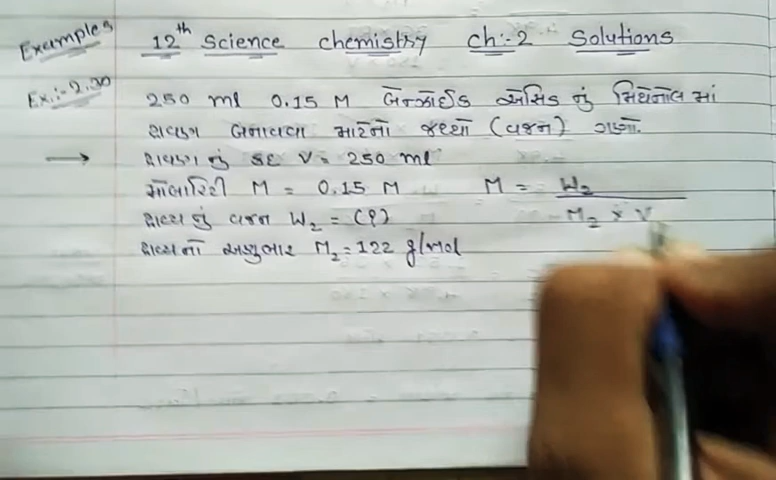 Examples 12th Science chemistry ch:-2 Solutions
Ex.:-2.30 250 ml 0.15 M બેન્ઝોઈક એસિડ નું મિથેનોલ માં
દ્રાવણ બનાવવા માટેનો જથ્થો (વજન) ગણો.
→ દ્રાવણ નું કદ V = 250 ml
મોલારિટી M = 0.15 M M = W₂
દ્રાવ્ય નું વજન W₂ = (?) M₂ × V
દ્રાવ્યનો અણુભાર M₂ = 122 g/mol